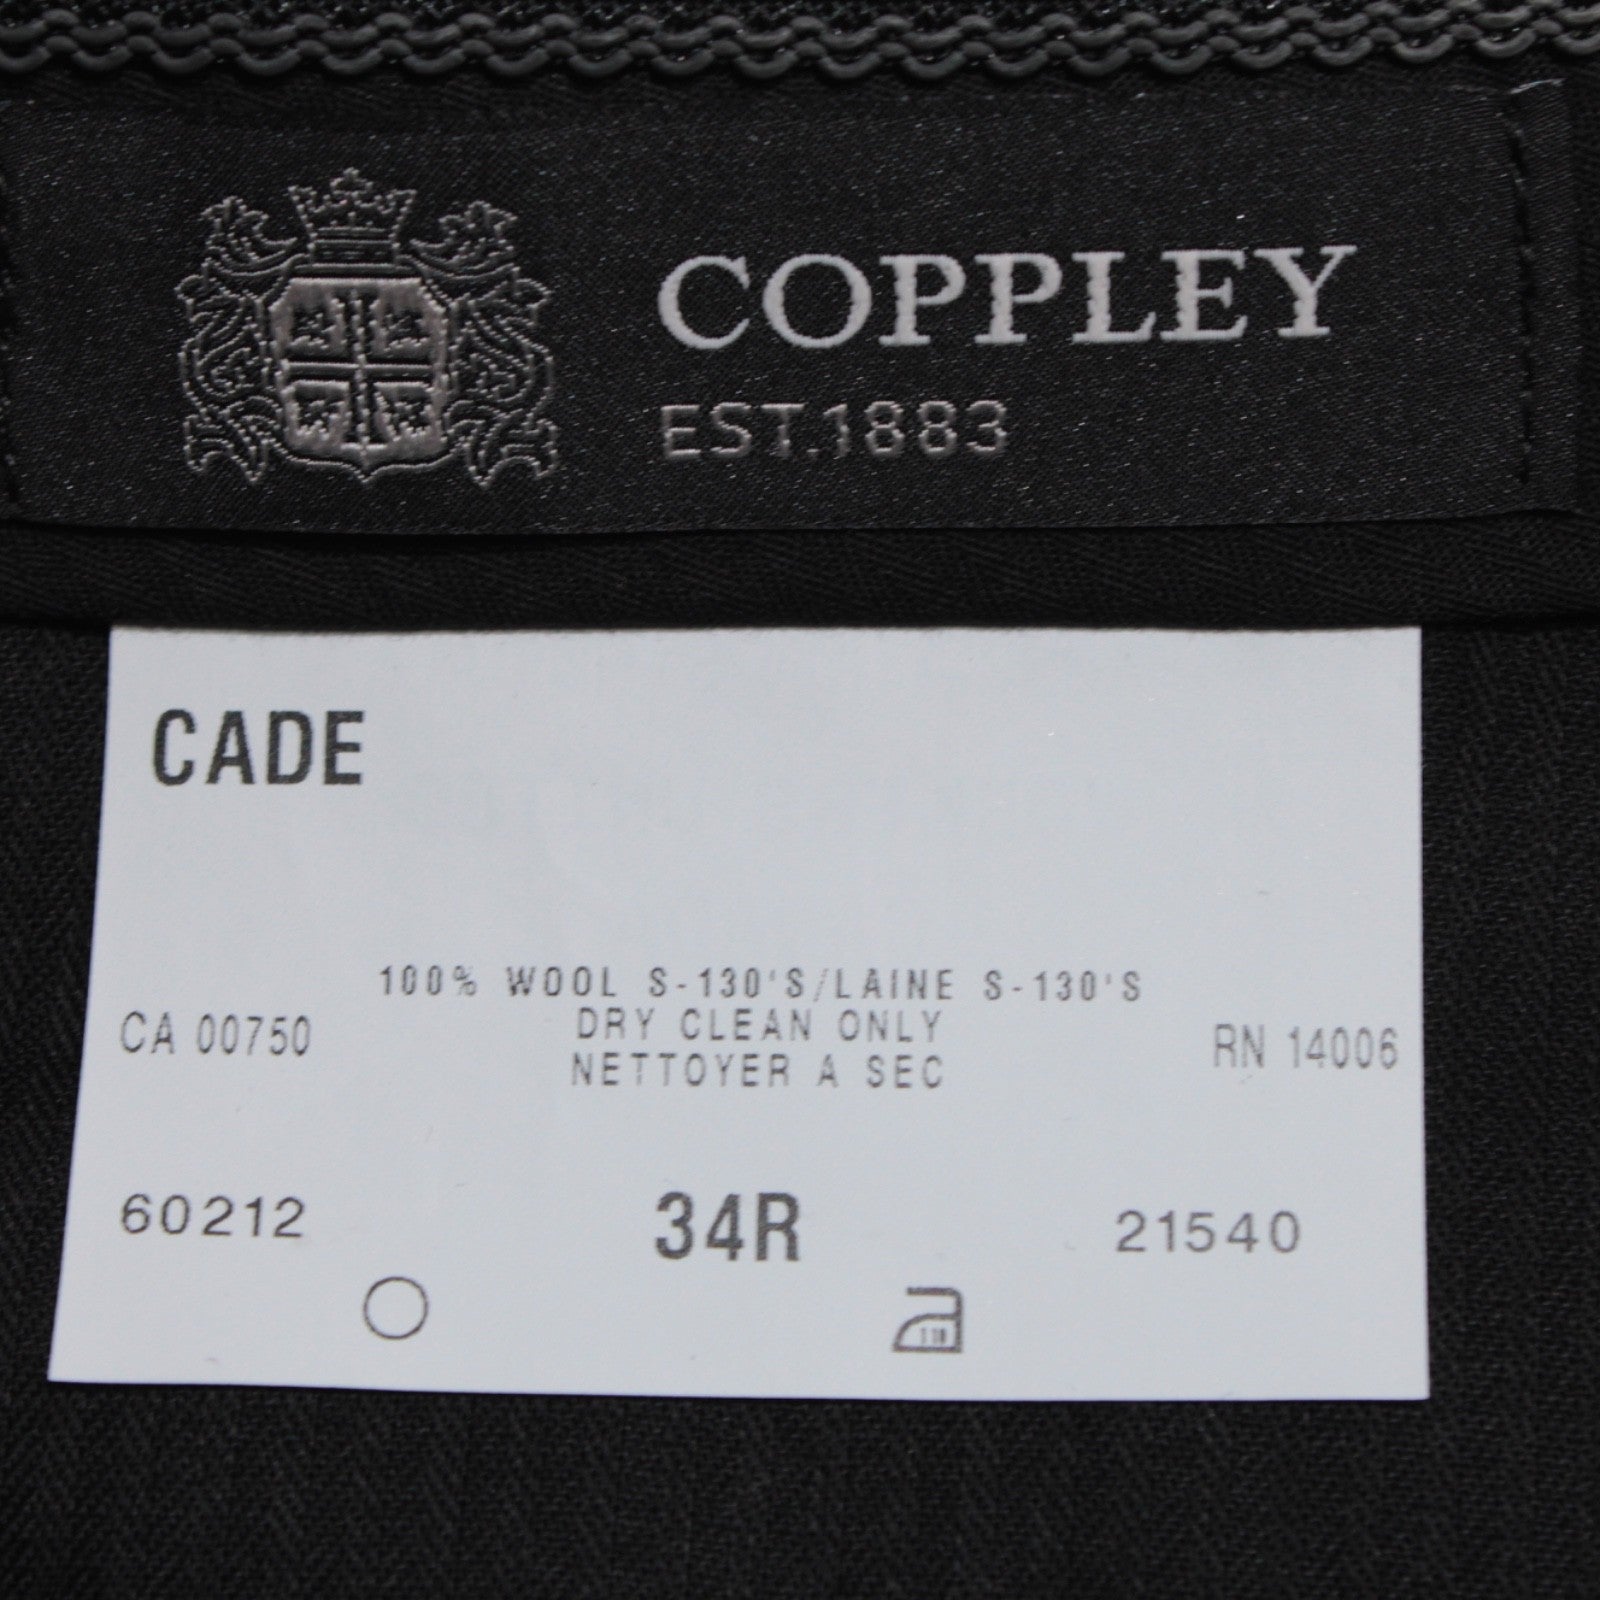 COPPLEY
EST.1883
CADE
100% WOOL S-130'S/LAINE S-130'S
CA 00750 DRY CLEAN ONLY RN 14006
NETTOYER A SEC
60212 34R 21540
110